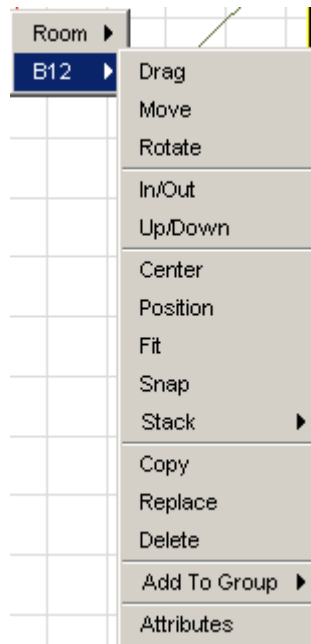 Room
B12
Drag
Move
Rotate
In/Out
Up/Down
Center
Position
Fit
Snap
Stack
Copy
Replace
Delete
Add To Group
Attributes